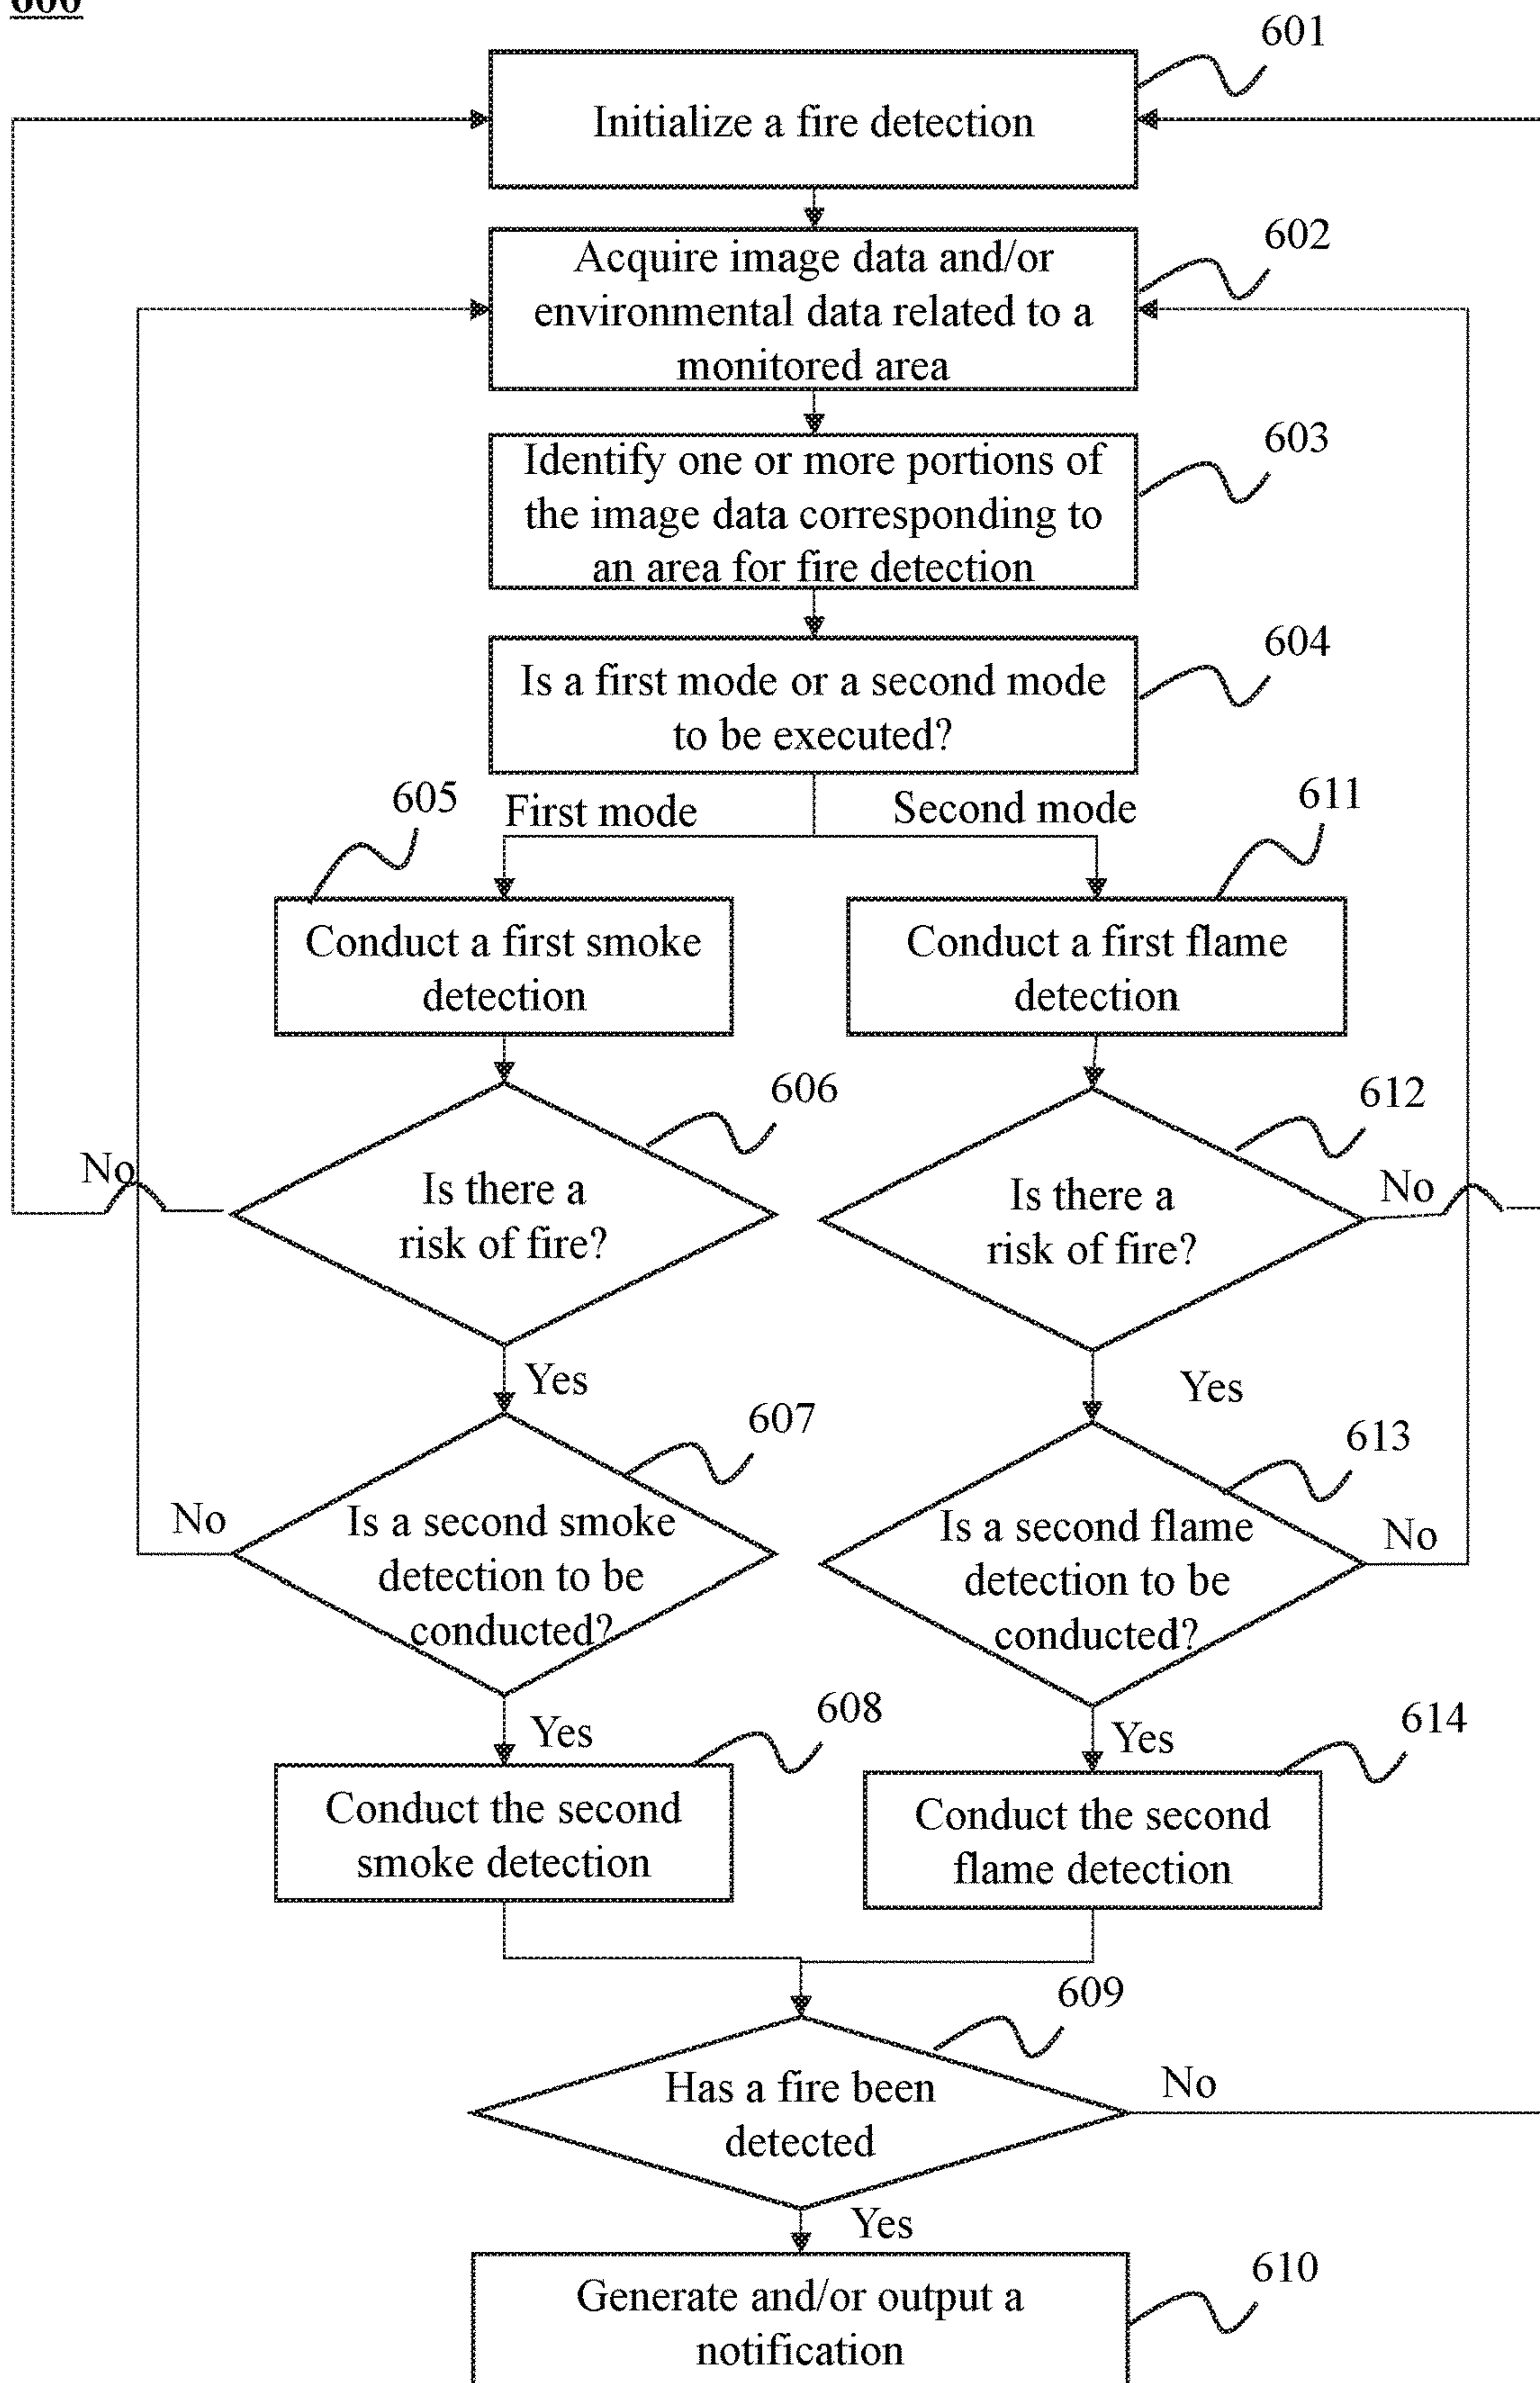 601
Initialize a fire detection
602
Acquire image data and/or
environmental data related to a
monitored area
603
Identify one or more portions of
the image data corresponding to
an area for fire detection
604
Is a first mode or a second mode
to be executed?
605
First mode
Second mode
611
Conduct a first smoke
detection
Conduct a first flame
detection
606
612
No
Is there a
risk of fire?
Is there a
risk of fire?
No
Yes
Yes
607
613
No
Is a second smoke
detection to be
conducted?
Is a second flame
detection to be
conducted?
No
Yes
608
Yes
614
Conduct the second
smoke detection
Conduct the second
flame detection
609
Has a fire been
detected
No
Yes
610
Generate and/or output a
notification